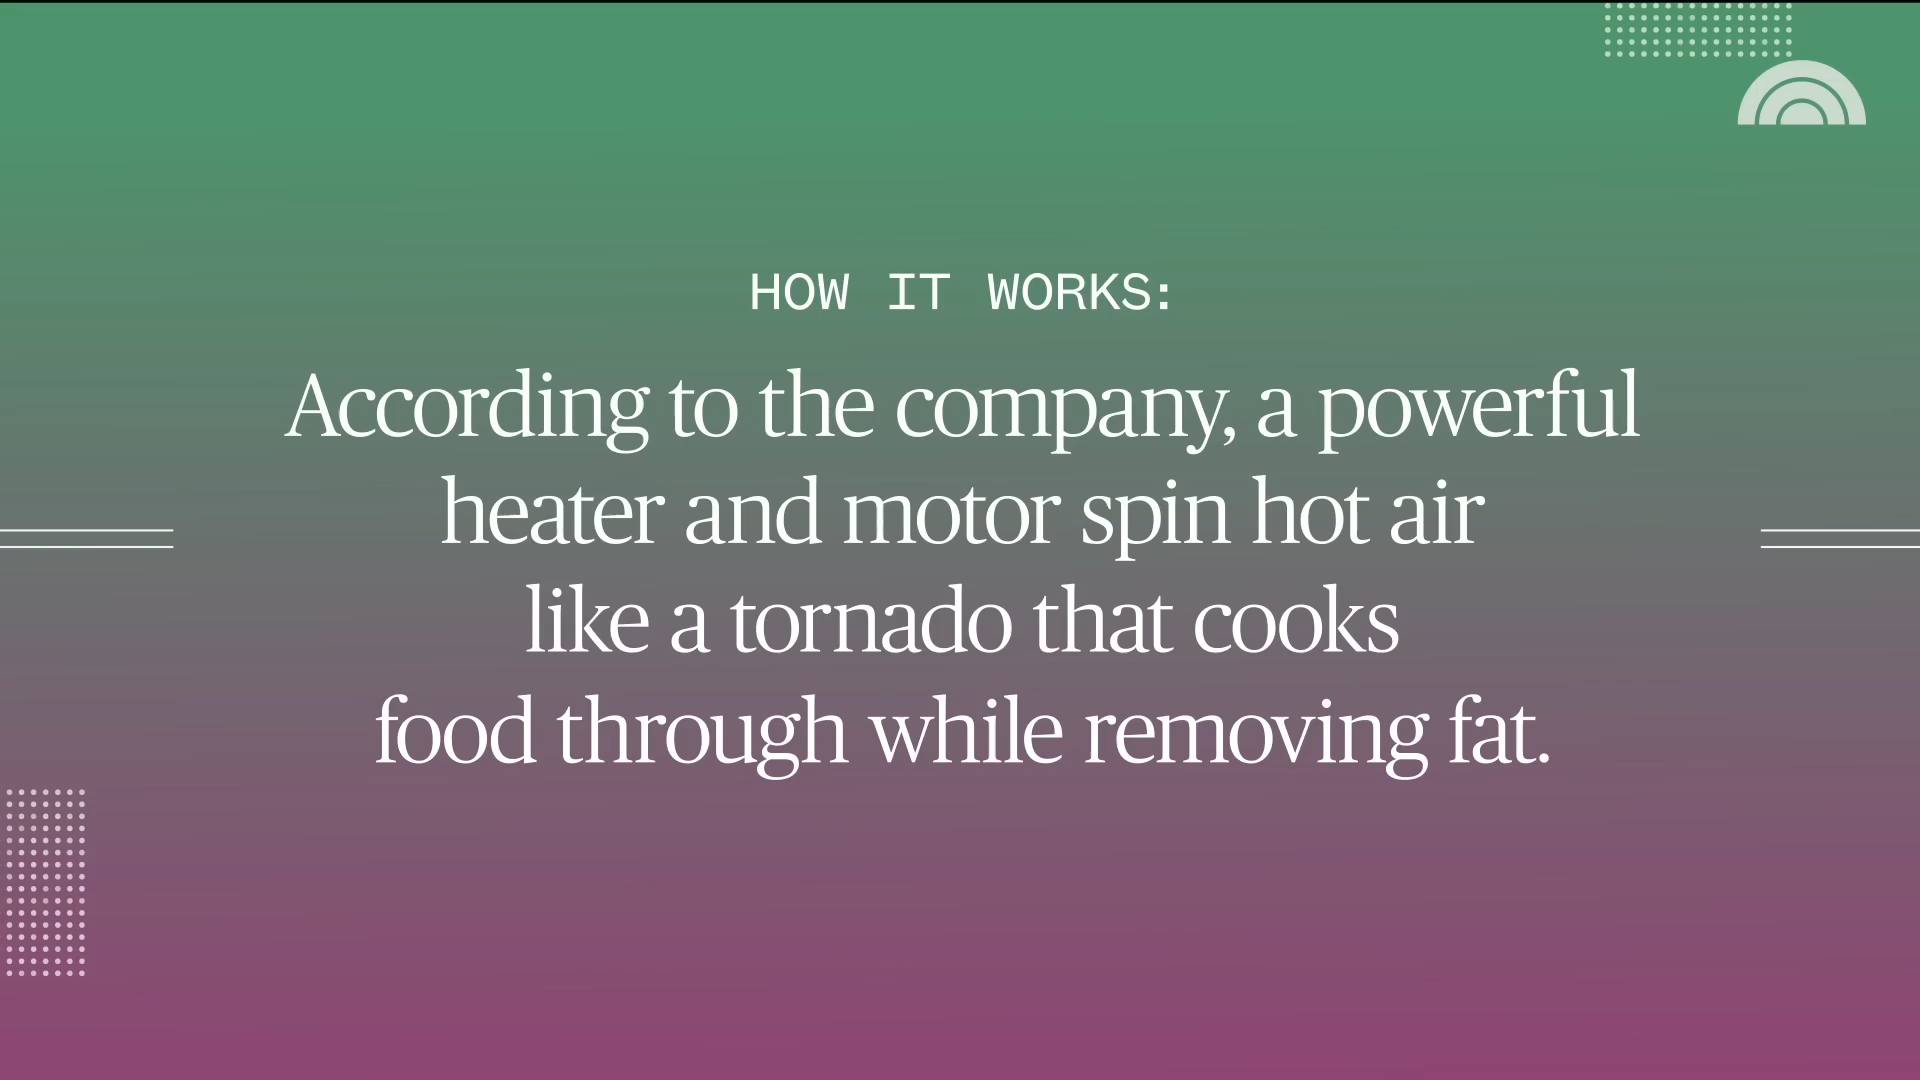 HOW IT WORKS:
According to the company, a powerful
heater and motor spin hot air
like a tornado that cooks
food through while removing fat.